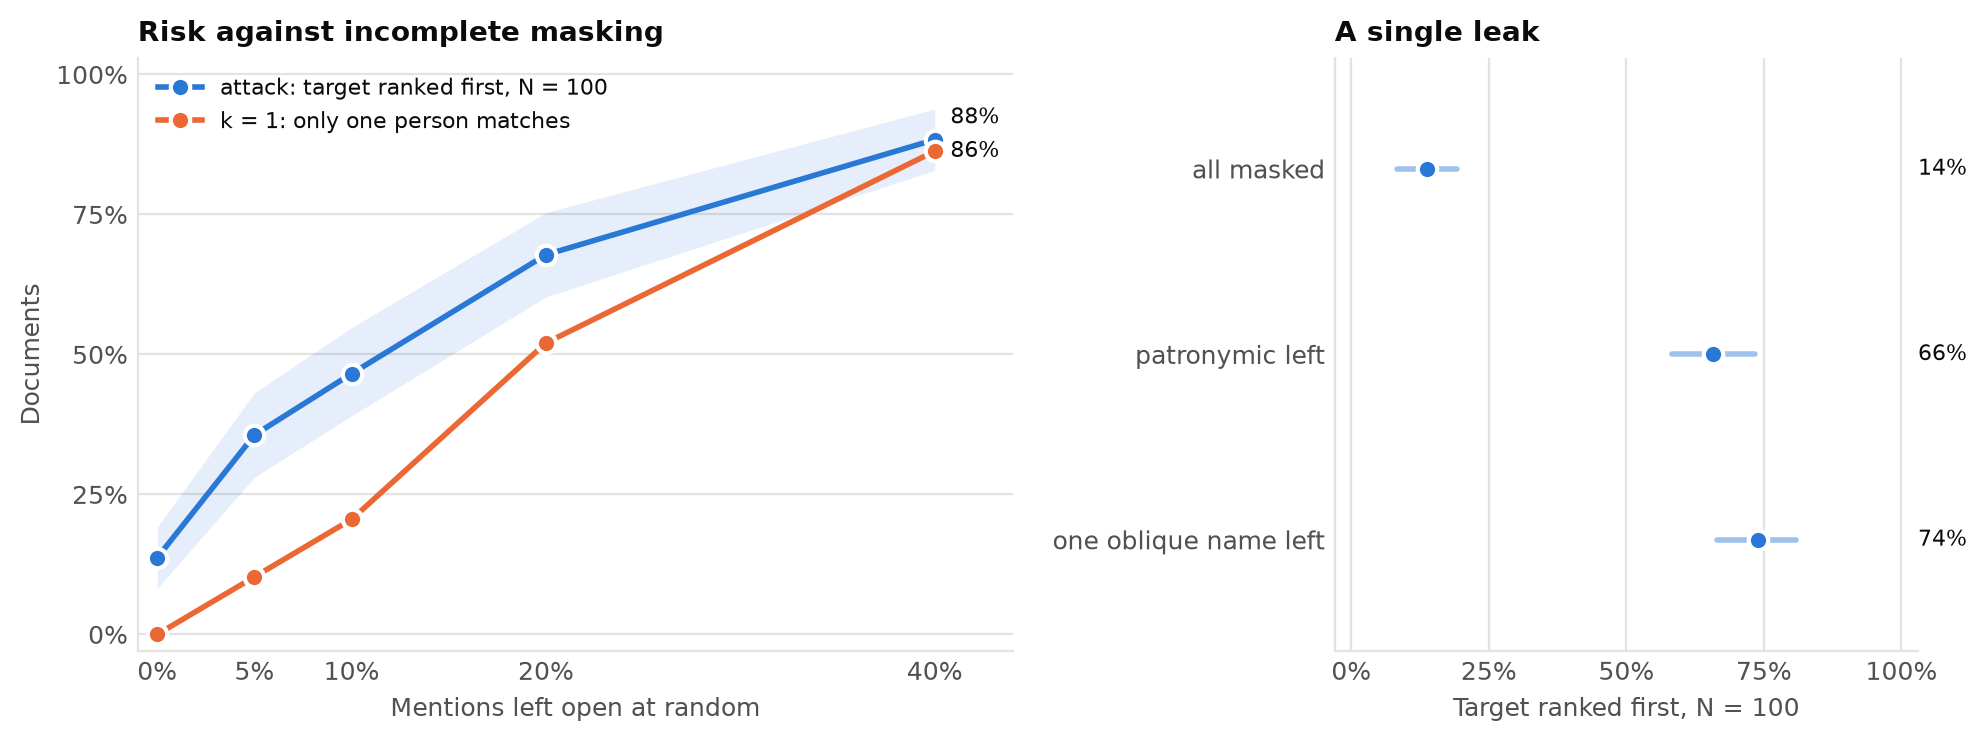 Risk against incomplete masking
100%
75%
50%
25%
0%
Documents
attack: target ranked first, N = 100
k = 1: only one person matches
88%
86%
0% 5% 10% 20% 40%
Mentions left open at random
A single leak
all masked 14%
patronymic left 66%
one oblique name left 74%
0% 25% 50% 75% 100%
Target ranked first, N = 100